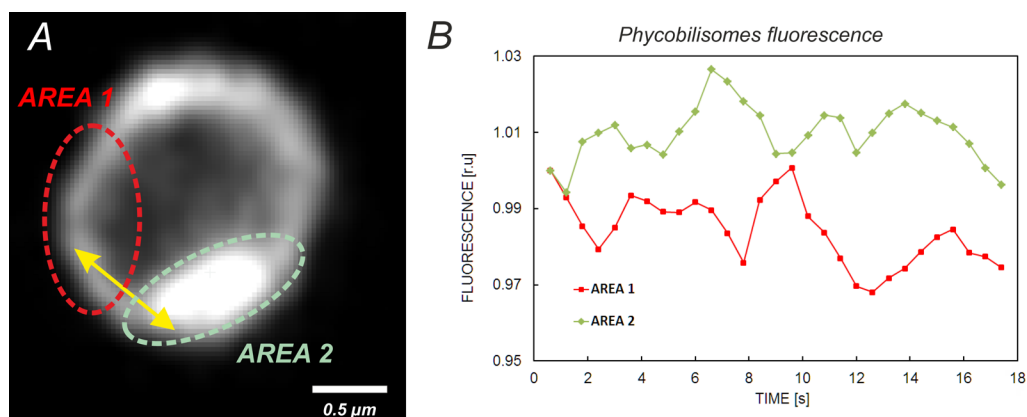 A
AREA 1
AREA 2
0.5 µm
B
Phycobilisomes fluorescence
FLUORESCENCE [r.u]
1.03
1.01
0.99
0.97
0.95
AREA 1
AREA 2
0 2 4 6 8 10 12 14 16 18
TIME [s]